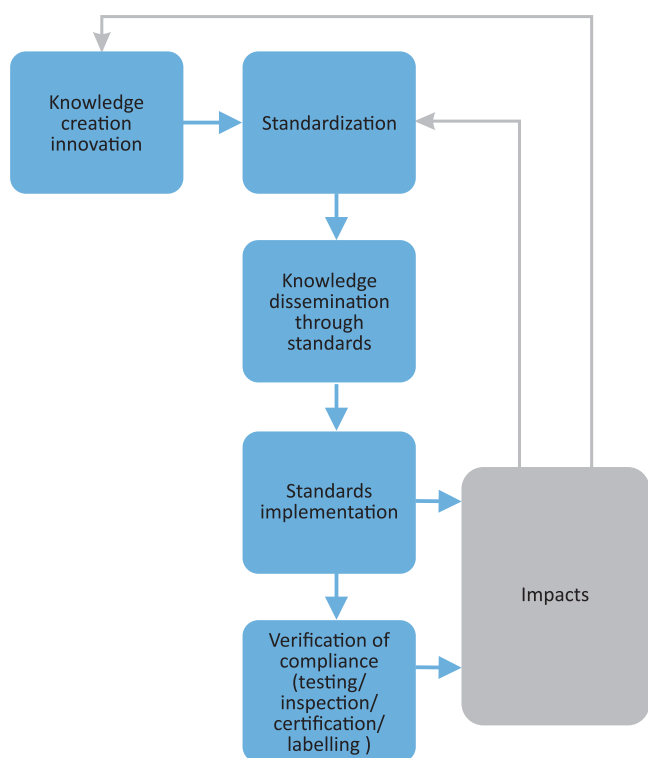 Knowledge
creation
innovation
Standardization
Knowledge
dissemination
through
standards
Standards
implementation
Impacts
Verification of
compliance
(testing/
inspection/
certification/
labelling )